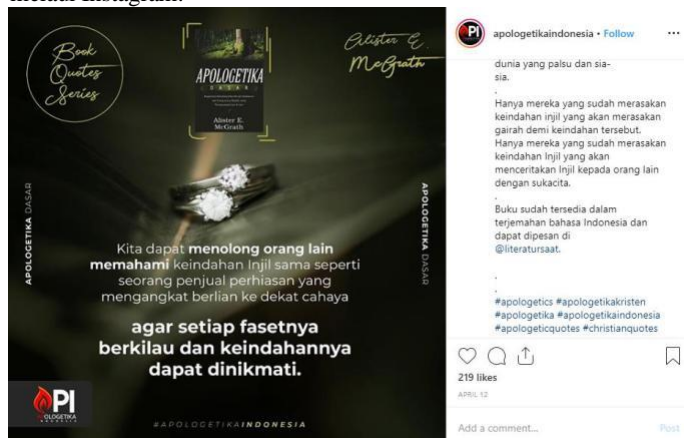 melalui Instagram.
Book
Quotes
Series
APOLOGETIKA
DASAR
Alister E.
McGrath
Alister E.
McGrath
APOLOGETIKA DASAR
APOLOGETIKA DASAR
Kita dapat menolong orang lain
memahami keindahan Injil sama seperti
seorang penjual perhiasan yang
mengangkat berlian ke dekat cahaya
agar setiap fasetnya
berkilau dan keindahannya
dapat dinikmati.
API
APOLOGETIKA
INDONESIA
#APOLOGETIKAINDONESIA
API
apologetikaindonesia • Follow
...
dunia yang palsu dan sia-
sia.
.
Hanya mereka yang sudah merasakan
keindahan injil yang akan merasakan
gairah demi keindahan tersebut.
Hanya mereka yang sudah merasakan
keindahan Injil yang akan
menceritakan Injil kepada orang lain
dengan sukacita.
.
Buku sudah tersedia dalam
terjemahan bahasa Indonesia dan
dapat dipesan di
@literatursaat.
.
.
#apologetics #apologetikakristen
#apologetika #apologetikaindonesia
#apologeticquotes #christianquotes
219 likes
APRIL 12
Add a comment...
Post